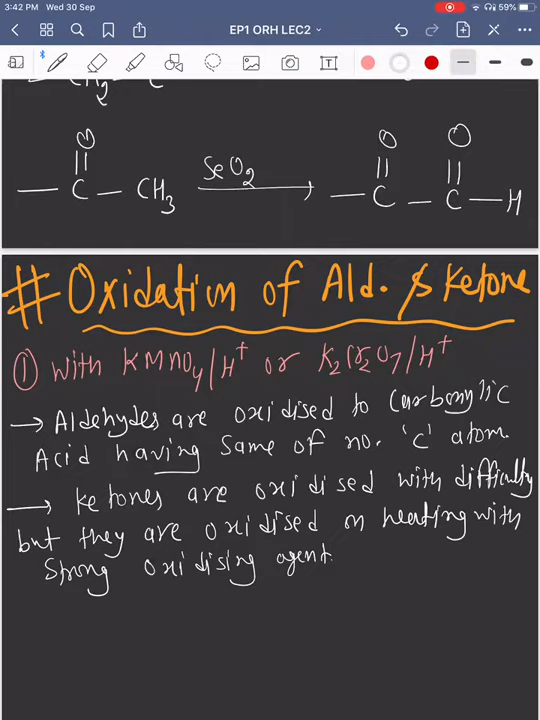 3:42 PM Wed 30 Sep
59%
EP1 ORH LEC2
T
CH2 C
O O O
— C — CH3 SeO2 → — C — C — H
# Oxidation of Ald. & Ketone
① with KMnO4/H+ or K2Cr2O7/H+
→ Aldehydes are oxidised to Carboxylic
Acid having same of no. 'C' atom.
→ Ketones are oxidised with difficulty
but they are oxidised on heating with
Strong oxidising agent.